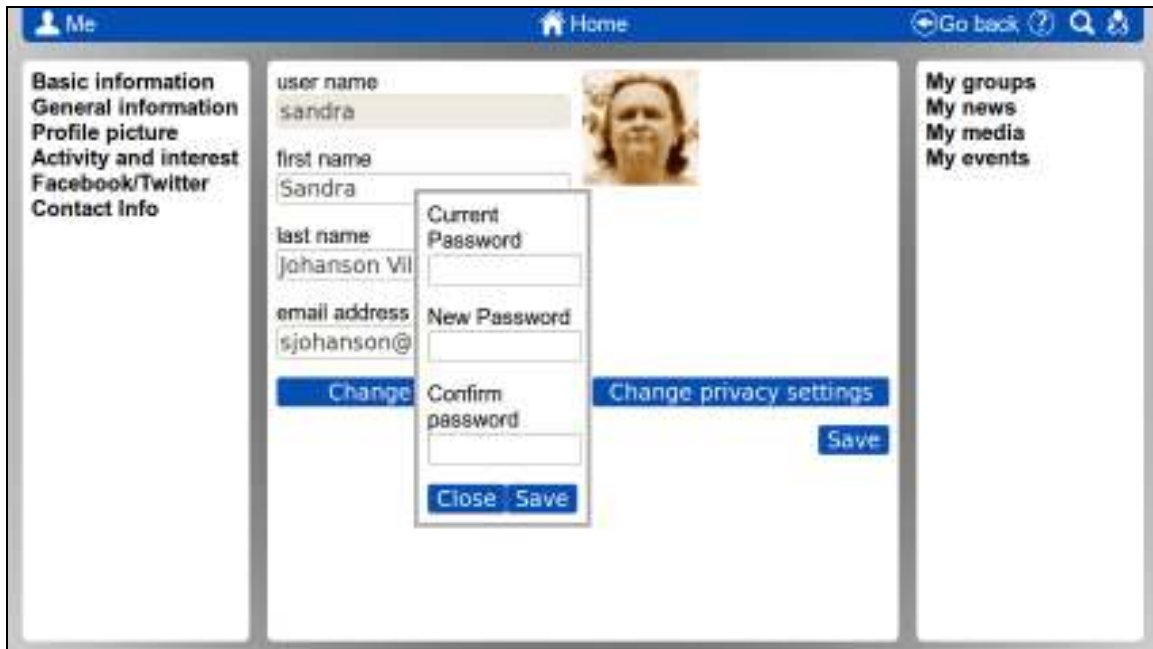 Me
Home
Go back ?
Basic information
General information
Profile picture
Activity and interest
Facebook/Twitter
Contact Info
user name
sandra
first name
Sandra
last name
Johanson Vil
email address
sjohanson@
Change
Change privacy settings
Save
Current
Password
New Password
Confirm
password
Close Save
My groups
My news
My media
My events